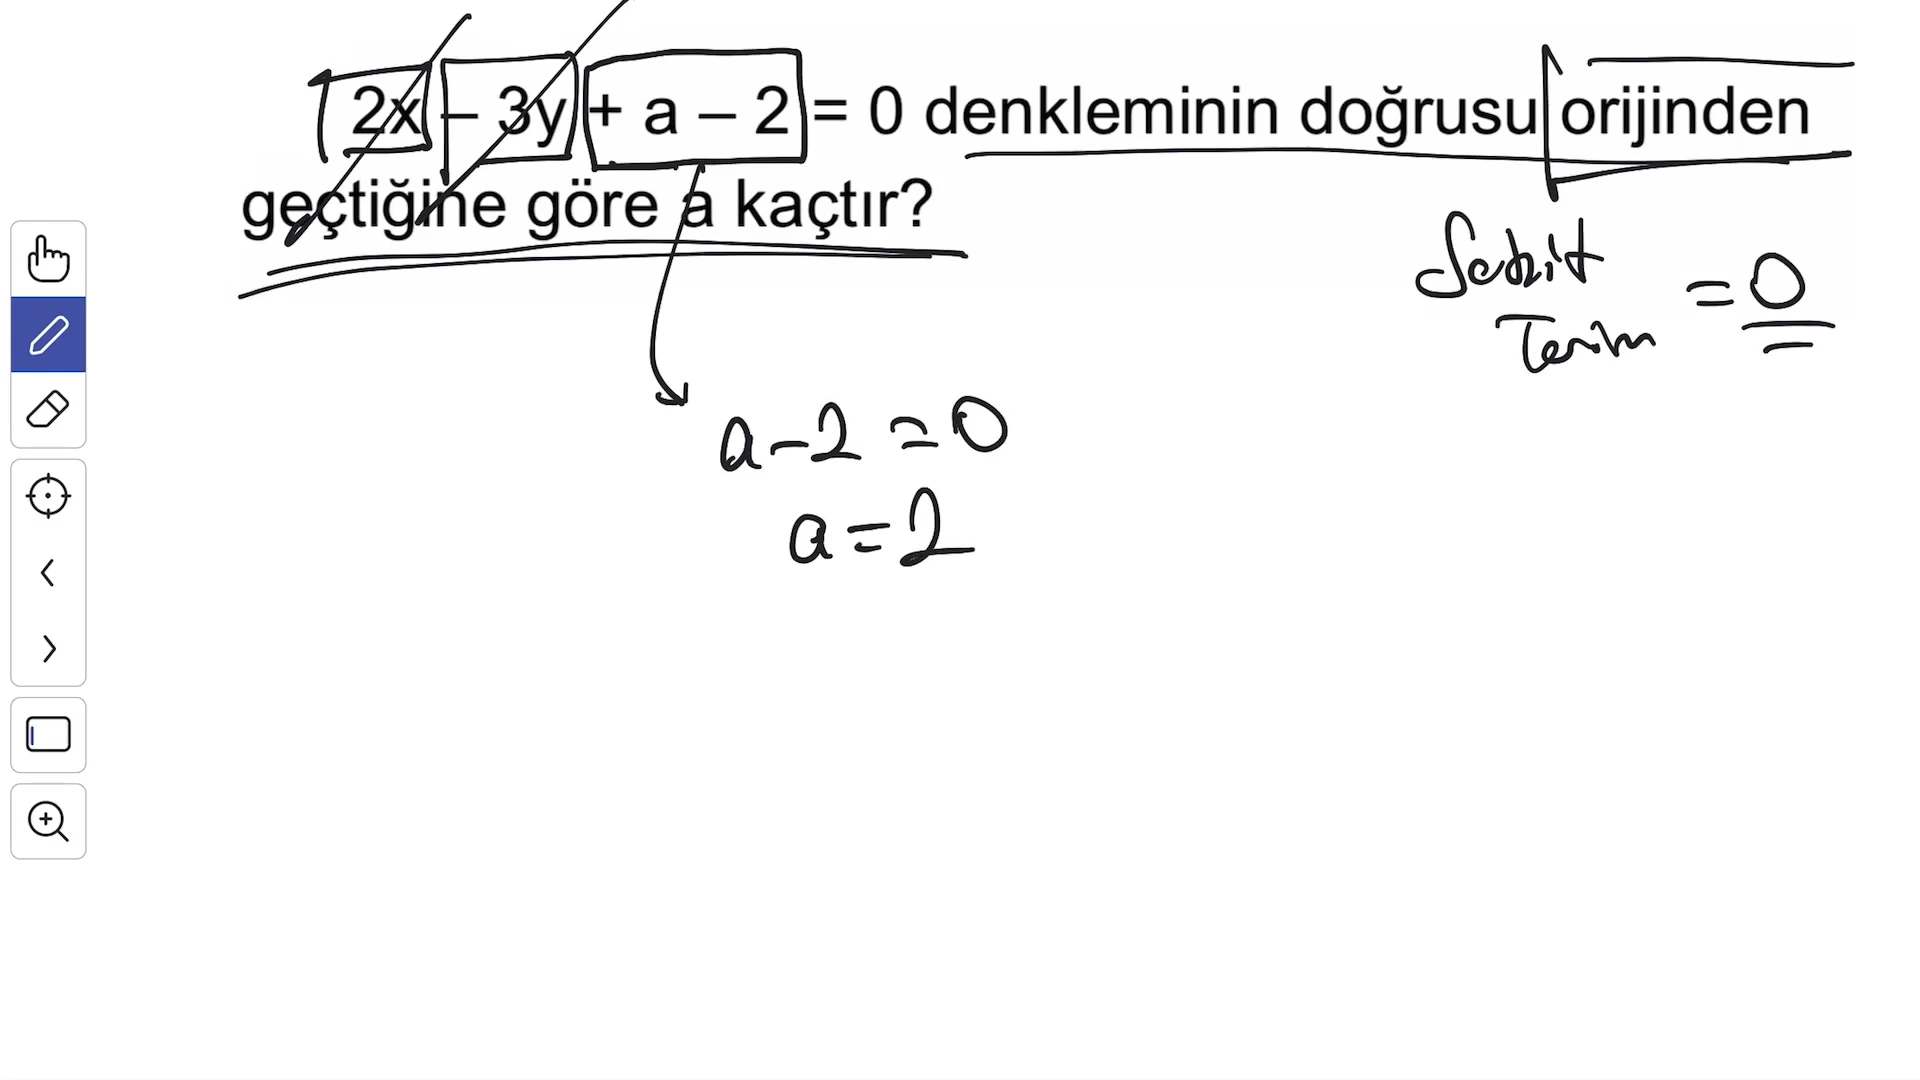 2x – 3y + a – 2 = 0 denkleminin doğrusu orijinden
geçtiğine göre a kaçtır?
Sabit
Terim = 0
a-2 = 0
a = 2